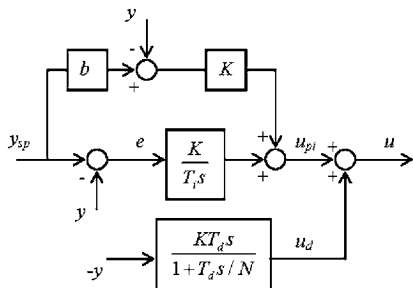 y
-
b
K
+
y_sp
e
K
T_i s
+
+
u_pi
+
+
u
-
y
-y
KT_d s
1+T_d s/N
u_d